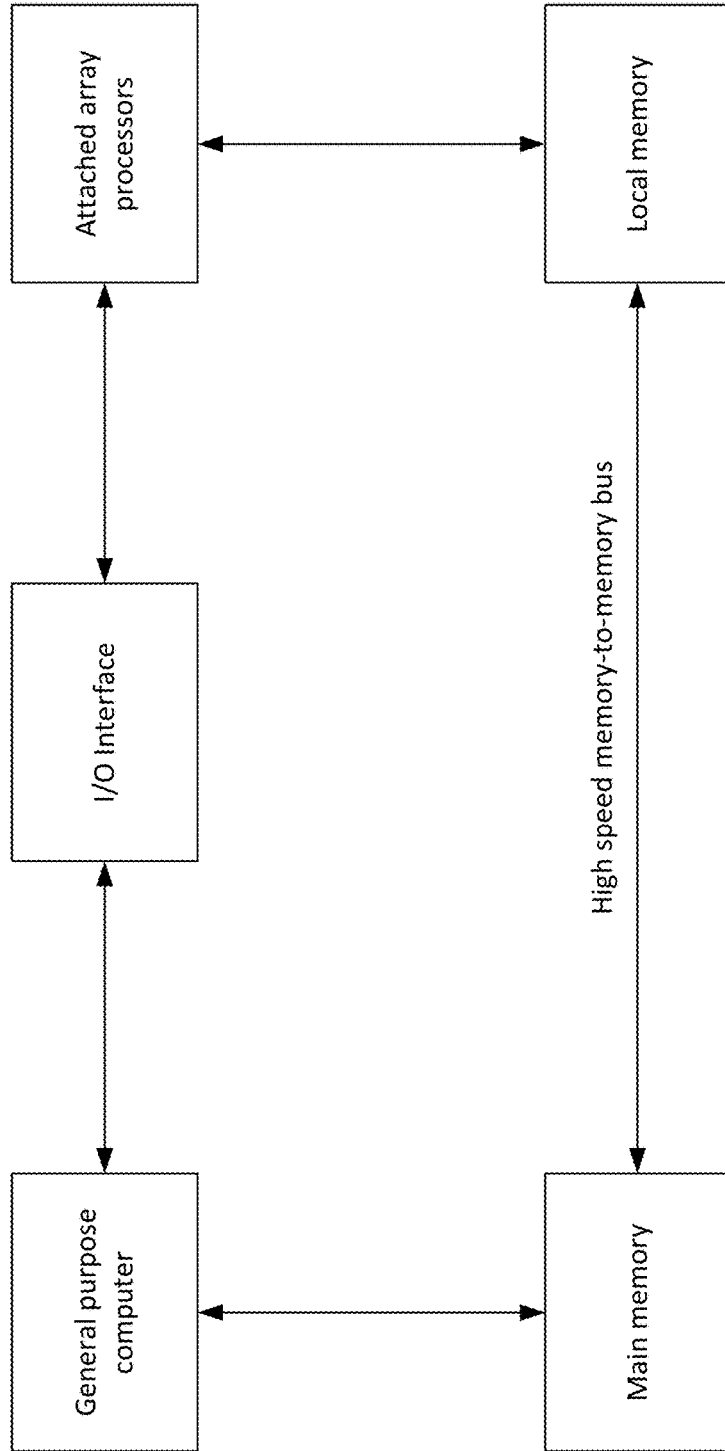 General purpose
computer
I/O Interface
Attached array
processors
High speed memory-to-memory bus
Main memory
Local memory